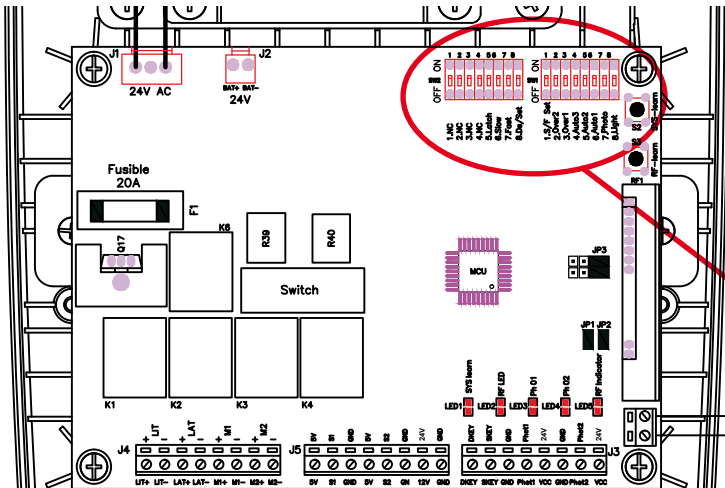 J1
J2
24V AC
BAT+ BAT-
24V
1 2 3 4 5 6 7 8
ON
SW2
OFF
1.NC
2.NC
3.NC
4.NC
5.Latch
6.Slow
7.Fast
8.Da/Set
1 2 3 4 5 6 7 8
ON
SW1
OFF
1.S/F Set
2.Over2
3.Over1
4.Auto3
5.Auto2
6.Auto1
7.Photo
8.Light
SYS-learn
S3
RF-learn
RF1
Fusible
20A
F1
Q17
K6
R39
R40
Switch
MCU
JP3
JP1 JP2
K1
K2
K3
K4
SYS learn
RF LED
Ph 01
Ph 02
RF Indicator
LED1
LED2
LED3
LED4
LED5
LIT
LAT
M1
M2
+ - + - + - + -
J4
LIT+ LIT- LAT+ LAT- M1+ M1- M2+ M2-
5V S1 GND 5V S2 GND 24V GND
J5
5V S1 GND 5V S2 GN 12V GND
DKEY SKEY GND Phot1 24V GND Phot2 24V
J3
DKEY SKEY GND Phot1 VCC GND Phot2 VCC